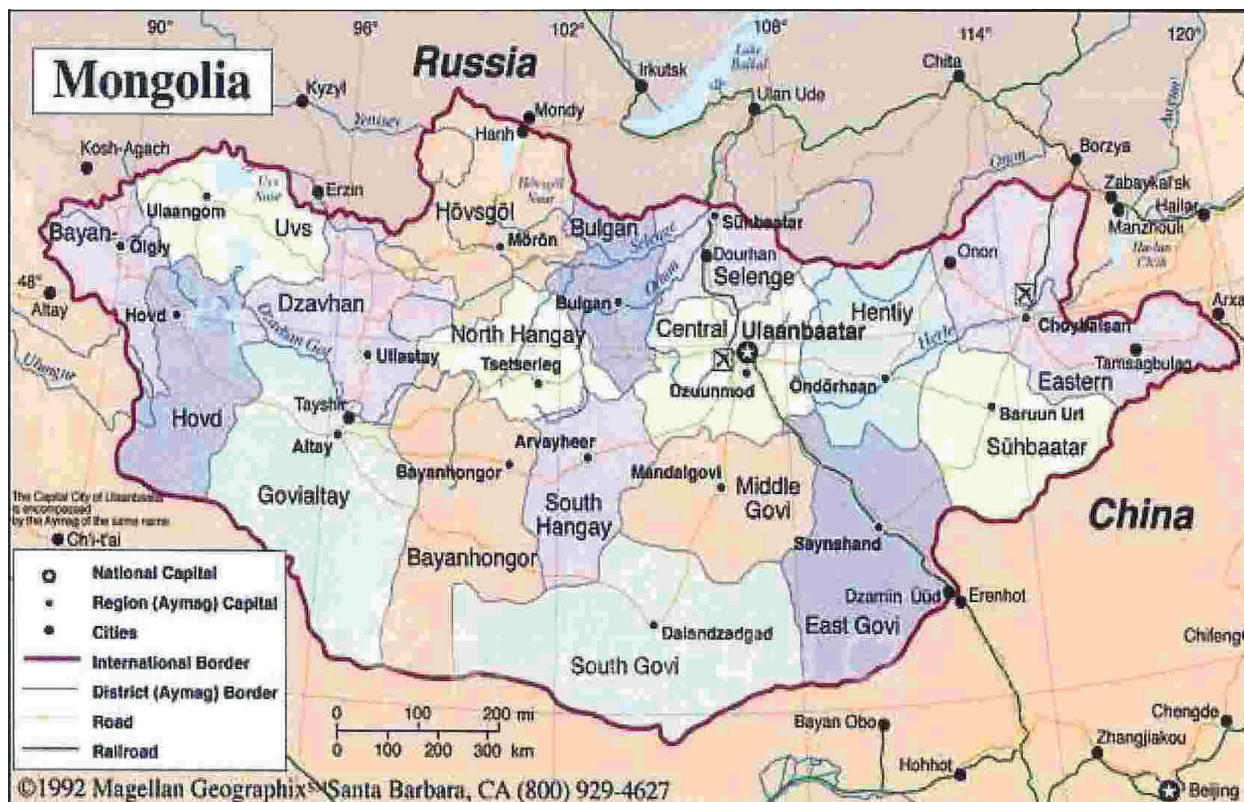 90°
96°
102
108
114°
120°
Mongolia
Russia
Lake
Baikal
Irkutsk
Chita
Kyzyl
Yenisey
Mondy
Hanh
Ulan Ude
Kosh-Agach
Onon
Borzya
Uvs
Nuur
Erzin
Zabaykal'sk
Hailar
Ulaangom
Hövsgöl
Nuur
Hövsgöl
Manzhouli
Bayan-
Uvs
Bulgan
Selenge
Sühbaatar
Ölgiy
Mörön
Dourhan
Onon
48°
Selenge
Altay
Dzavhan
Bulgan
Orhon
Hentiy
Arxa
Hovd
North Hangay
Central
Ulaanbaatar
Herle
Choybalsan
Uliastay
Tsetserleg
Tamsagbulag
Dzuunmod
Öndörhaan
Eastern
Hovd
Tayshir
Baruun Urt
Altay
Arvayheer
Sühbaatar
Bayanhongor
Mandalgovi
Govialtay
South
Hangay
Middle
Govi
China
The Capital City of Ulaanbaatar
is encompassed
by the Aymag of the same name
Ch'i-t'ai
Bayanhongor
Saynshand
National Capital
Region (Aymag) Capital
Cities
International Border
District (Aymag) Border
Road
Railroad
Dzamin Üüd
Erenhot
Dalandzadgad
East Govi
South Govi
Chifeng
0 100 200 mi
0 100 200 300 km
Bayan Obo
Chengde
Zhangjiakou
Hohhot
Beijing
©1992 Magellan Geographix℠Santa Barbara, CA (800) 929-4627